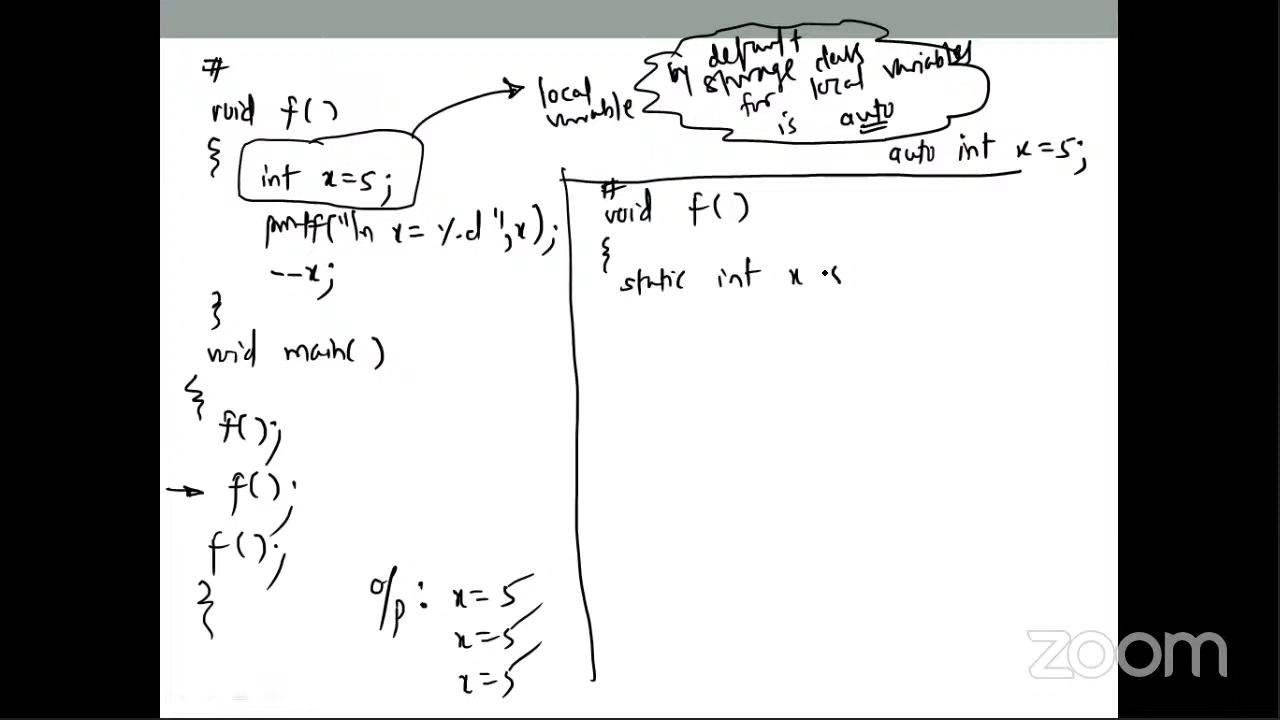 #
void f()
{
int x=5;
printf("\n x= %d",x);
--x;
}
void main()
{
f();
→ f();
f();
}
o/p: x=5
x=5
x=5
local
variable
by default
storage class
for local variables
is auto
auto int x=5;
#
void f()
{
static int x
zoom